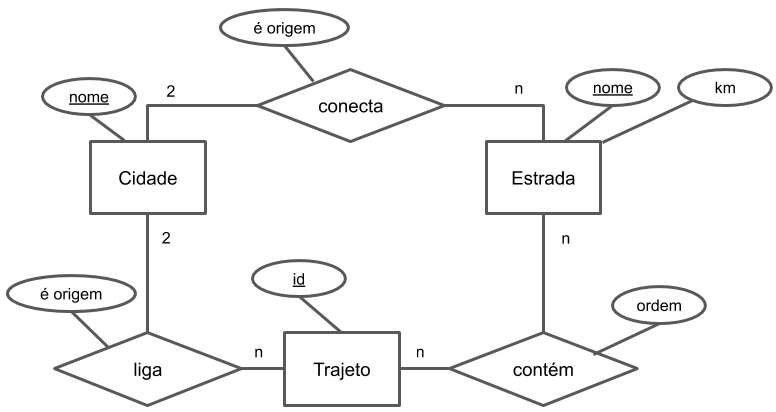 é origem
nome
2
conecta
n
nome
km
Cidade
Estrada
2
n
é origem
id
ordem
liga
n
Trajeto
n
contém